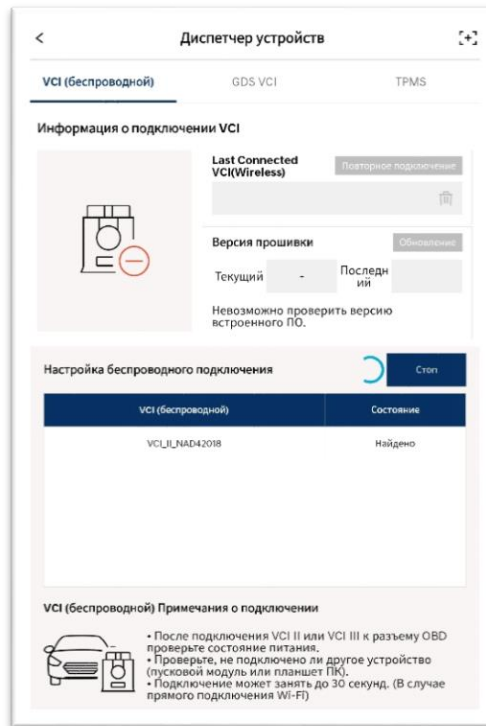 Диспетчер устройств
VCI (беспроводной)
GDS VCI
TPMS
Информация о подключении VCI
Last Connected
VCI(Wireless)
Повторное подключение
Версия прошивки
Обновление
Текущий
-
Последн
ий
Невозможно проверить версию
встроенного ПО.
Настройка беспроводного подключения
Стоп
VCI (беспроводной)
Состояние
VCI_II_NAD42018
Найдено
VCI (беспроводной) Примечания о подключении
• После подключения VCI II или VCI III к разъему OBD
проверьте состояние питания.
• Проверьте, не подключено ли другое устройство
(пусковой модуль или планшет ПК).
• Подключение может занять до 30 секунд. (В случае
прямого подключения Wi-Fi)